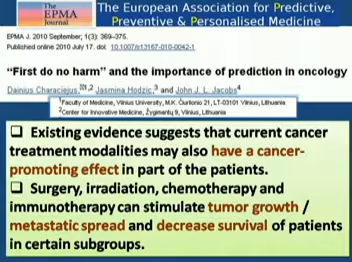 The EPMA Journal
The European Association for Predictive,
Preventive & Personalised Medicine
EPMA J. 2010 September; 1(3): 369–375.
Published online 2010 July 17. doi: 10.1007/s13167-010-0042-1
“First do no harm” and the importance of prediction in oncology
Dainius Characiejus,1,2 Jasmina Hodzic,3 and John J. L. Jacobs4
1Faculty of Medicine, Vilnius University, M.K. Čiurlionio 21, LT-03101 Vilnius, Lithuania
2Center for Innovative Medicine, Žygimantų 9, Vilnius, Lithuania
❑ Existing evidence suggests that current cancer
treatment modalities may also have a cancer-
promoting effect in part of the patients.
❑ Surgery, irradiation, chemotherapy and
immunotherapy can stimulate tumor growth /
metastatic spread and decrease survival of patients
in certain subgroups.